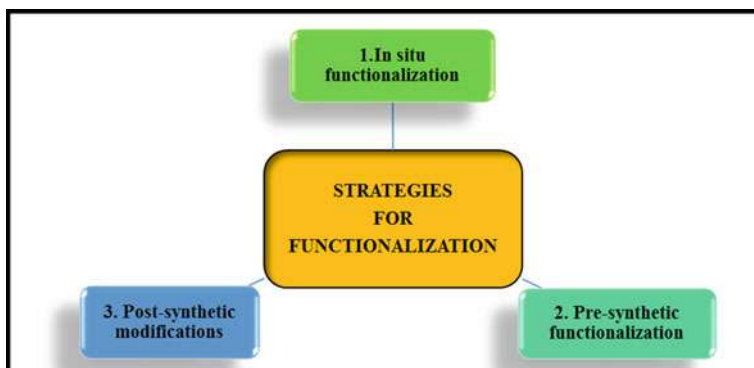 1.In situ
functionalization
STRATEGIES
FOR
FUNCTIONALIZATION
3. Post-synthetic
modifications
2. Pre-synthetic
functionalization